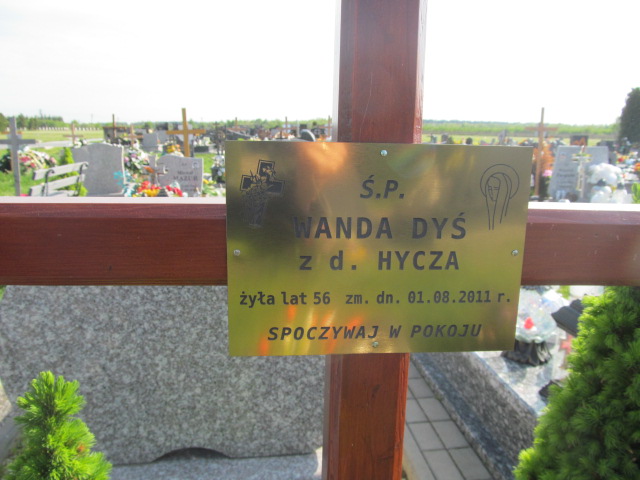 Ś.P.
WANDA DYŚ
z d. HYCZA
żyła lat 56 zm. dn. 01.08.2011 r.
SPOCZYWAJ W POKOJU